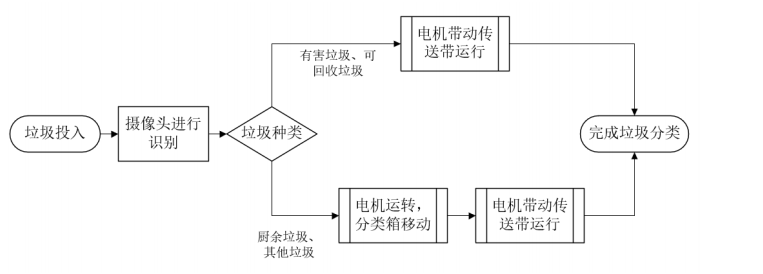 垃圾投入
摄像头进行
识别
垃圾种类
有害垃圾、可
回收垃圾
电机带动传
送带运行
厨余垃圾、
其他垃圾
电机运转，
分类箱移动
电机带动传
送带运行
完成垃圾分类